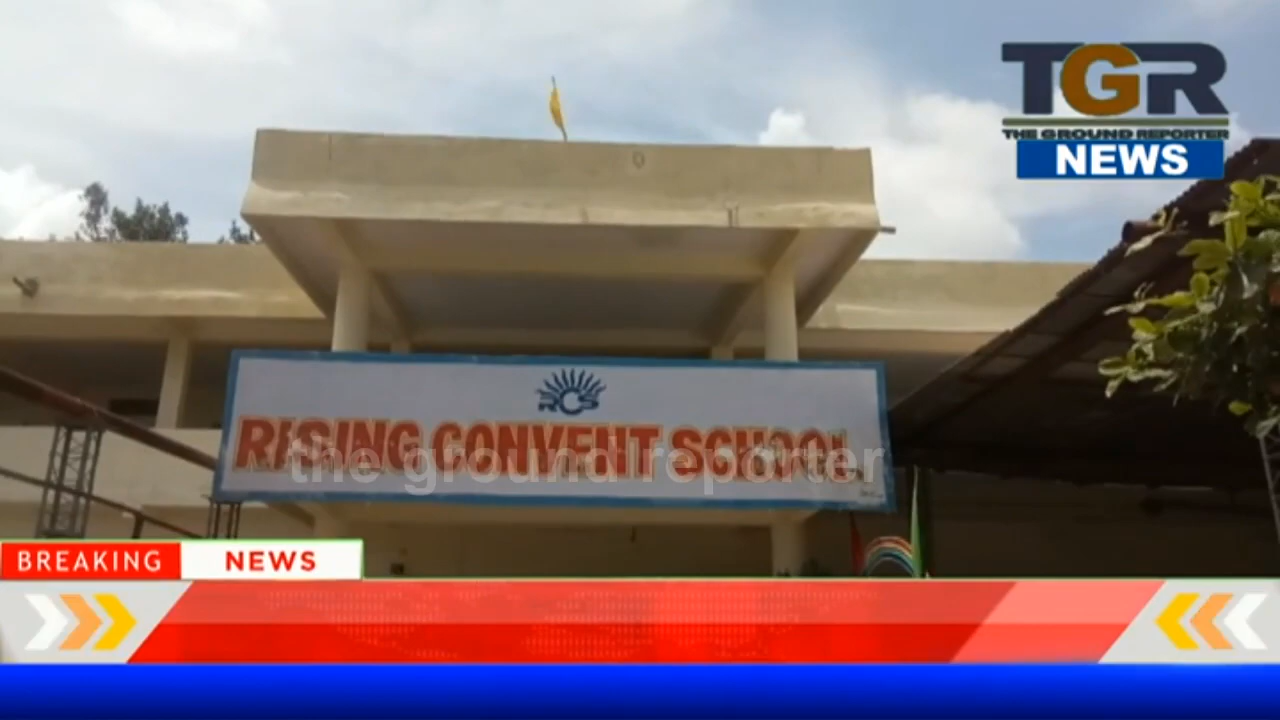 TGR
THE GROUND REPORTER
NEWS
RCS
RISING CONVENT SCHOOL.
the ground reporter
BREAKING NEWS